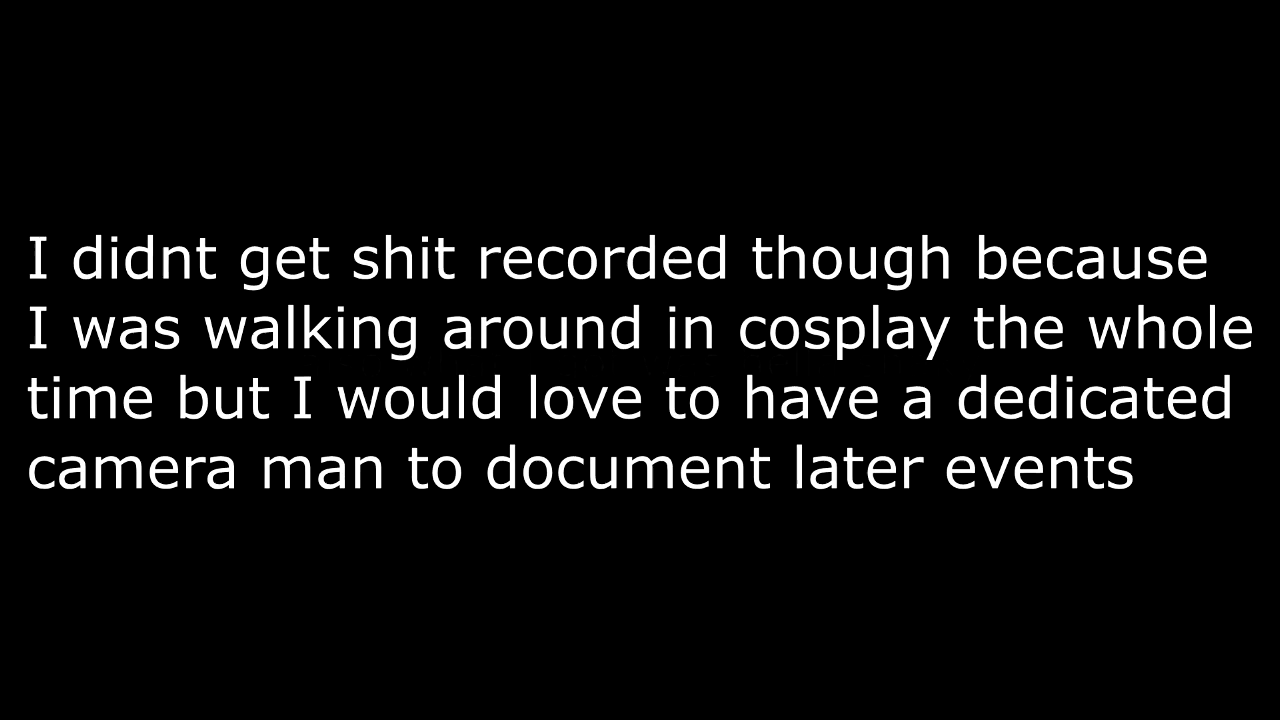 I didnt get shit recorded though because
I was walking around in cosplay the whole
time but I would love to have a dedicated
camera man to document later events